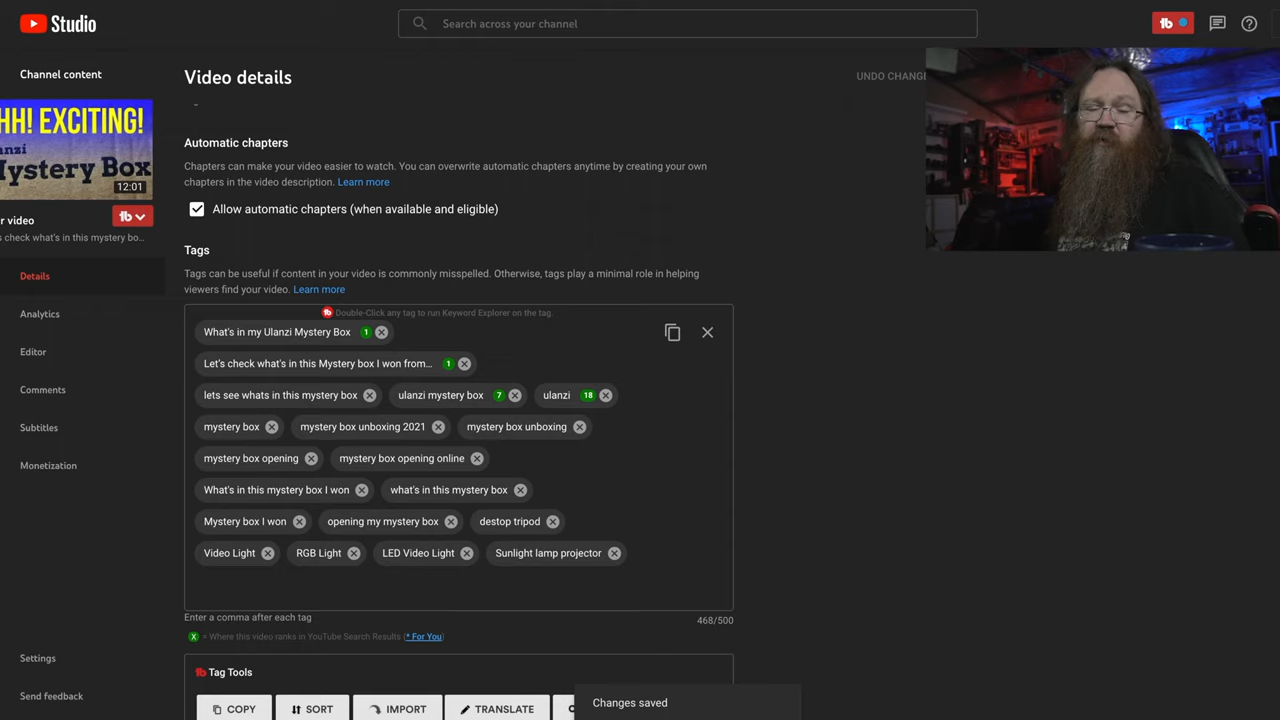 Studio
Search across your channel
tb
Channel content
Video details
UNDO CHANGE
HH! EXCITING!
anzi
ystery Box
12:01
-
Automatic chapters
Chapters can make your video easier to watch. You can overwrite automatic chapters anytime by creating your own
chapters in the video description. Learn more
r video
tb
s check what's in this mystery bo...
Allow automatic chapters (when available and eligible)
Tags
Tags can be useful if content in your video is commonly misspelled. Otherwise, tags play a minimal role in helping
viewers find your video. Learn more
Details
Analytics
Editor
Comments
Subtitles
Monetization
Double-Click any tag to run Keyword Explorer on the tag.
What's in my Ulanzi Mystery Box 1
Let's check what's in this Mystery box I won from... 1
lets see whats in this mystery box ulanzi mystery box 7 ulanzi 18
mystery box mystery box unboxing 2021 mystery box unboxing
mystery box opening mystery box opening online
What's in this mystery box I won what's in this mystery box
Mystery box I won opening my mystery box destop tripod
Video Light RGB Light LED Video Light Sunlight lamp projector
Enter a comma after each tag 468/500
X = Where this video ranks in YouTube Search Results (* For You)
Settings
Send feedback
tb Tag Tools
COPY SORT IMPORT TRANSLATE
Changes saved